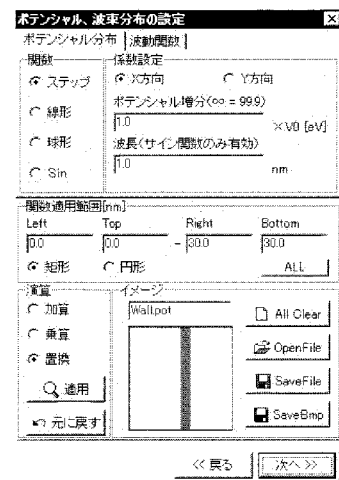 ポテンシャル、波束分布の設定
ポテンシャル分布 波動関数
関数
ステップ
線形
球形
Sin
係数設定
X方向 Y方向
ポテンシャル増分(∞ = 99.9)
1.0 ×V0 [eV]
波長(サイン関数のみ有効)
1.0 nm
関数適用範囲[nm]
Left Top Right Bottom
0.0 0.0 - 30.0 30.0
矩形 円形 ALL
演算
加算
乗算
置換
適用
元に戻す
イメージ
Wall.pot
All Clear
OpenFile
SaveFile
SaveBmp
<< 戻る 次へ >>